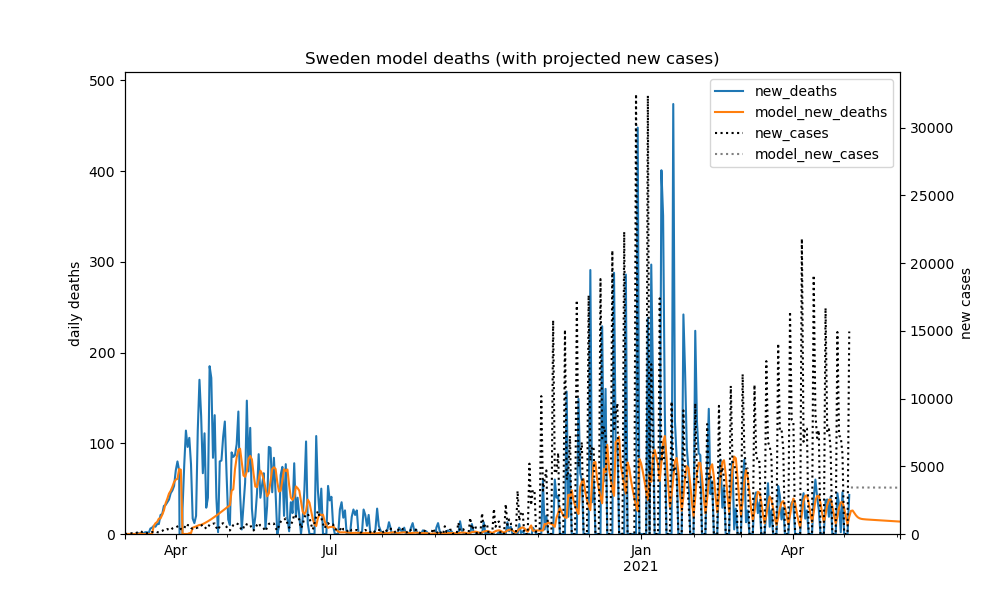 Sweden model deaths (with projected new cases)
500
400
300
200
100
0
daily deaths
30000
25000
20000
15000
10000
5000
0
new cases
new_deaths
model_new_deaths
new_cases
model_new_cases
Apr
Jul
Oct
Jan
2021
Apr